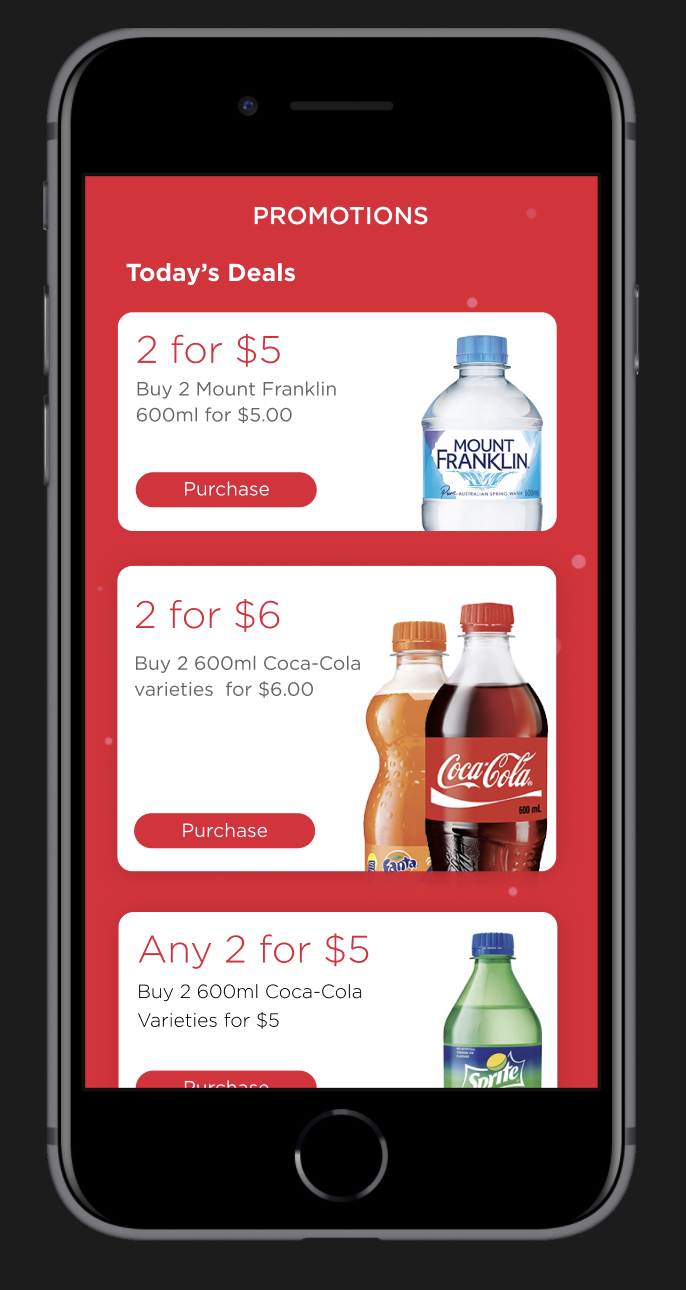 PROMOTIONS
Today's Deals
2 for $5
Buy 2 Mount Franklin
600ml for $5.00
Purchase
MOUNT
FRANKLIN
Pure AUSTRALIAN SPRING WATER 600ml
2 for $6
Buy 2 600ml Coca-Cola
varieties  for $6.00
Purchase
Coca-Cola
600 mL
Fanta
Any 2 for $5
Buy 2 600ml Coca-Cola
Varieties for $5
Purchase
Sprite